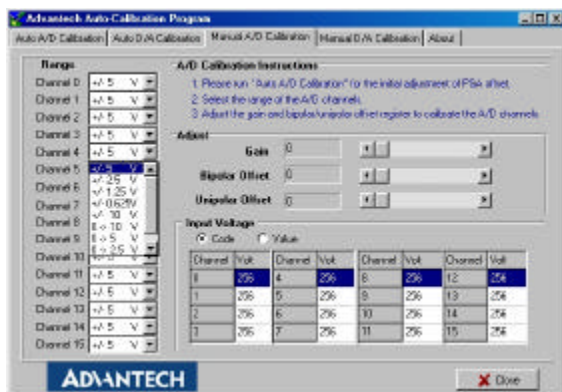 Advantech Auto-Calibration Program
Auto A/D Calibration
Auto D/A Calibration
Manual A/D Calibration
Manual D/A Calibration
About
Range
Channel 0 +/- 5 V
Channel 1 +/- 5 V
Channel 2 +/- 5 V
Channel 3 +/- 5 V
Channel 4 +/- 5 V
Channel 5 +/- 5 V
+/- 2.5 V
Channel 6 +/- 1.25 V
Channel 7 +/- 0.625V
+/- 10 V
Channel 8 0 -> 10 V
Channel 9 0 -> 5 V
0 -> 2.5 V
Channel 10
Channel 11 +/- 5 V
Channel 12 +/- 5 V
Channel 13 +/- 5 V
Channel 14 +/- 5 V
Channel 15 +/- 5 V
A/D Calibration Instructions
1. Please run "Auto A/D Calibration" for the initial adjustment of PGA offset.
2. Select the range of the A/D channels.
3. Adjust the gain and bipolar/unipolar offset register to calibrate the A/D channels.
Adjust
Gain 0
Bipolar Offset 0
Unipolar Offset 0
Input Voltage
Code Value
Channel Volt Channel Volt Channel Volt Channel Volt
0 256 4 256 8 256 12 256
1 256 5 256 9 256 13 256
2 256 6 256 10 256 14 256
3 256 7 256 11 256 15 256
ADVANTECH
Close